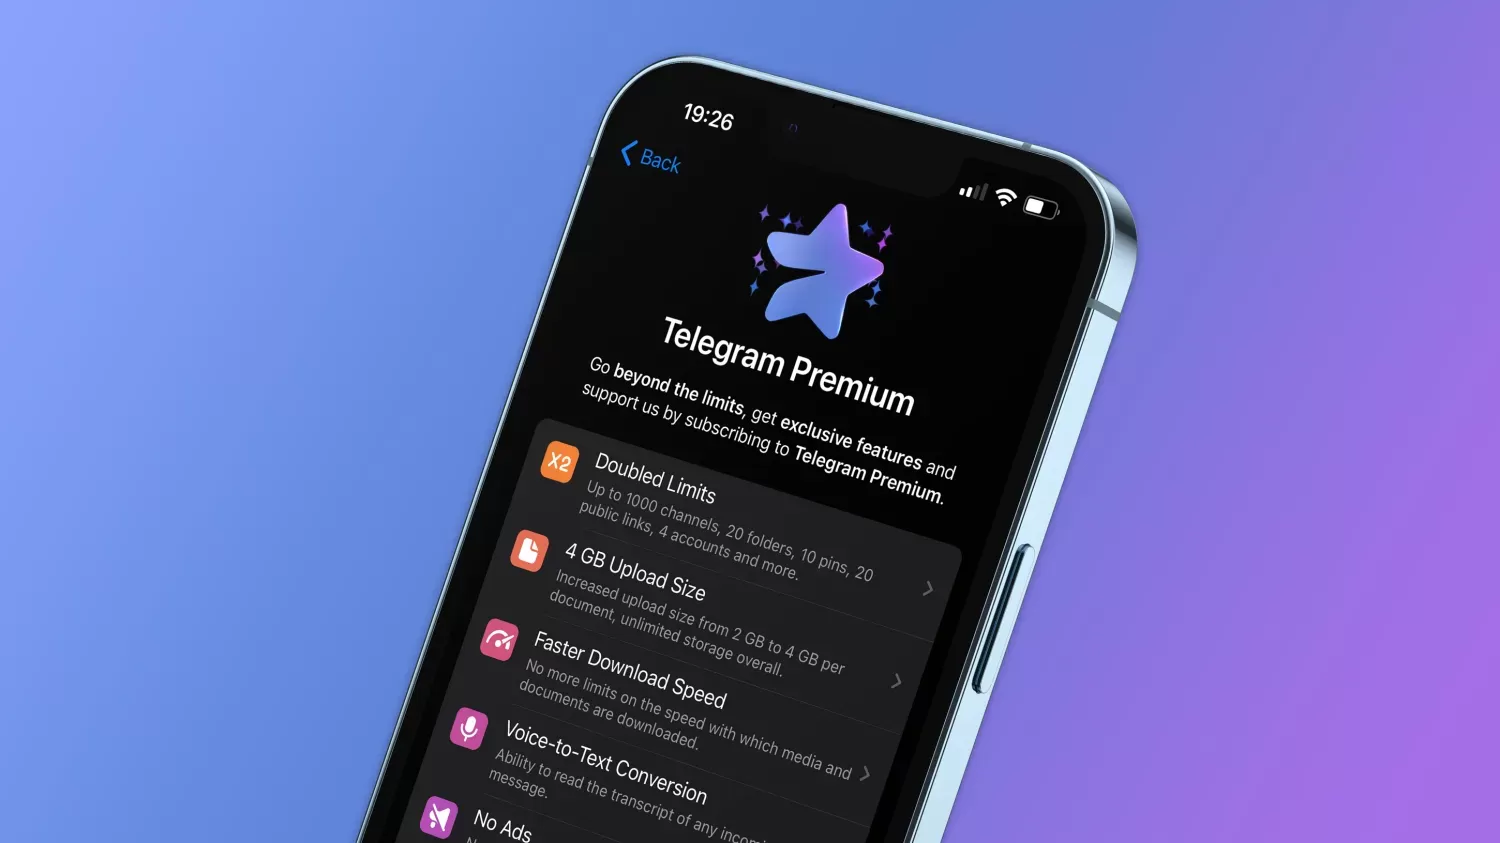 19:26
Back
Telegram Premium
Go beyond the limits, get exclusive features and
support us by subscribing to Telegram Premium.
X2
Doubled Limits
Up to 1000 channels, 20 folders, 10 pins, 20
public links, 4 accounts and more.
4 GB Upload Size
Increased upload size from 2 GB to 4 GB per
document, unlimited storage overall.
Faster Download Speed
No more limits on the speed with which media and
documents are downloaded.
Voice-to-Text Conversion
Ability to read the transcript of any
message.
No Ads